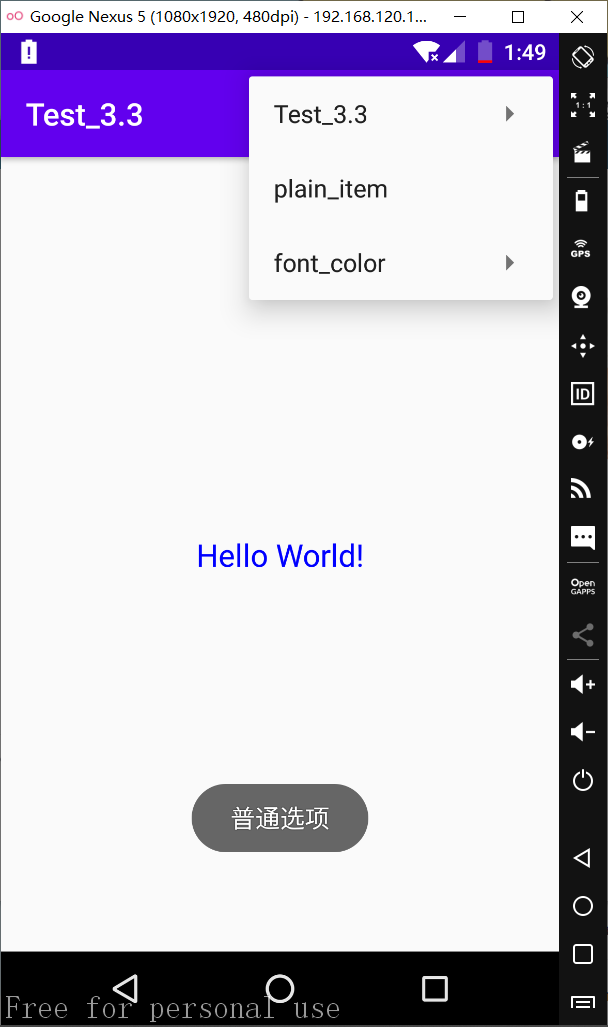 Google Nexus 5 (1080x1920, 480dpi) - 192.168.120.1...
1:49
Test_3.3
Test_3.3
plain_item
font_color
Hello World!
普通选项
Free for personal use
1:1
GPS
ID
Open
GAPPS